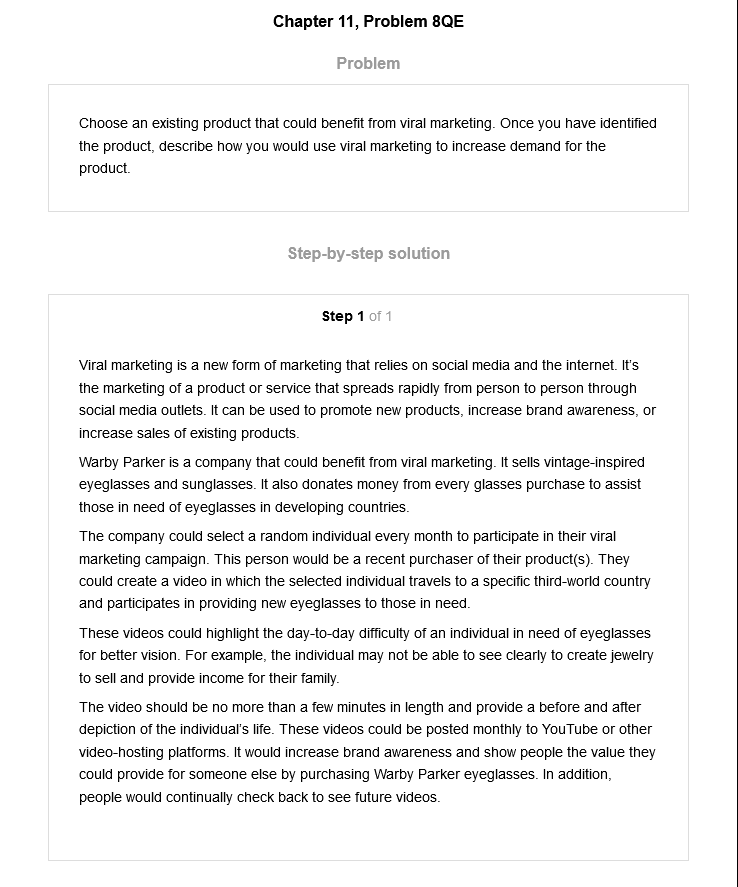 Chapter 11, Problem 8QE
Problem
Choose an existing product that could benefit from viral marketing. Once you have identified
the product, describe how you would use viral marketing to increase demand for the
product.
Step-by-step solution
Step 1 of 1
Viral marketing is a new form of marketing that relies on social media and the internet. It's
the marketing of a product or service that spreads rapidly from person to person through
social media outlets. It can be used to promote new products, increase brand awareness, or
increase sales of existing products.
Warby Parker is a company that could benefit from viral marketing. It sells vintage-inspired
eyeglasses and sunglasses. It also donates money from every glasses purchase to assist
those in need of eyeglasses in developing countries.
The company could select a random individual every month to participate in their viral
marketing campaign. This person would be a recent purchaser of their product(s). They
could create a video in which the selected individual travels to a specific third-world country
and participates in providing new eyeglasses to those in need.
These videos could highlight the day-to-day difficulty of an individual in need of eyeglasses
for better vision. For example, the individual may not be able to see clearly to create jewelry
to sell and provide income for their family.
The video should be no more than a few minutes in length and provide a before and after
depiction of the individual's life. These videos could be posted monthly to YouTube or other
video-hosting platforms. It would increase brand awareness and show people the value they
could provide for someone else by purchasing Warby Parker eyeglasses. In addition,
people would continually check back to see future videos.